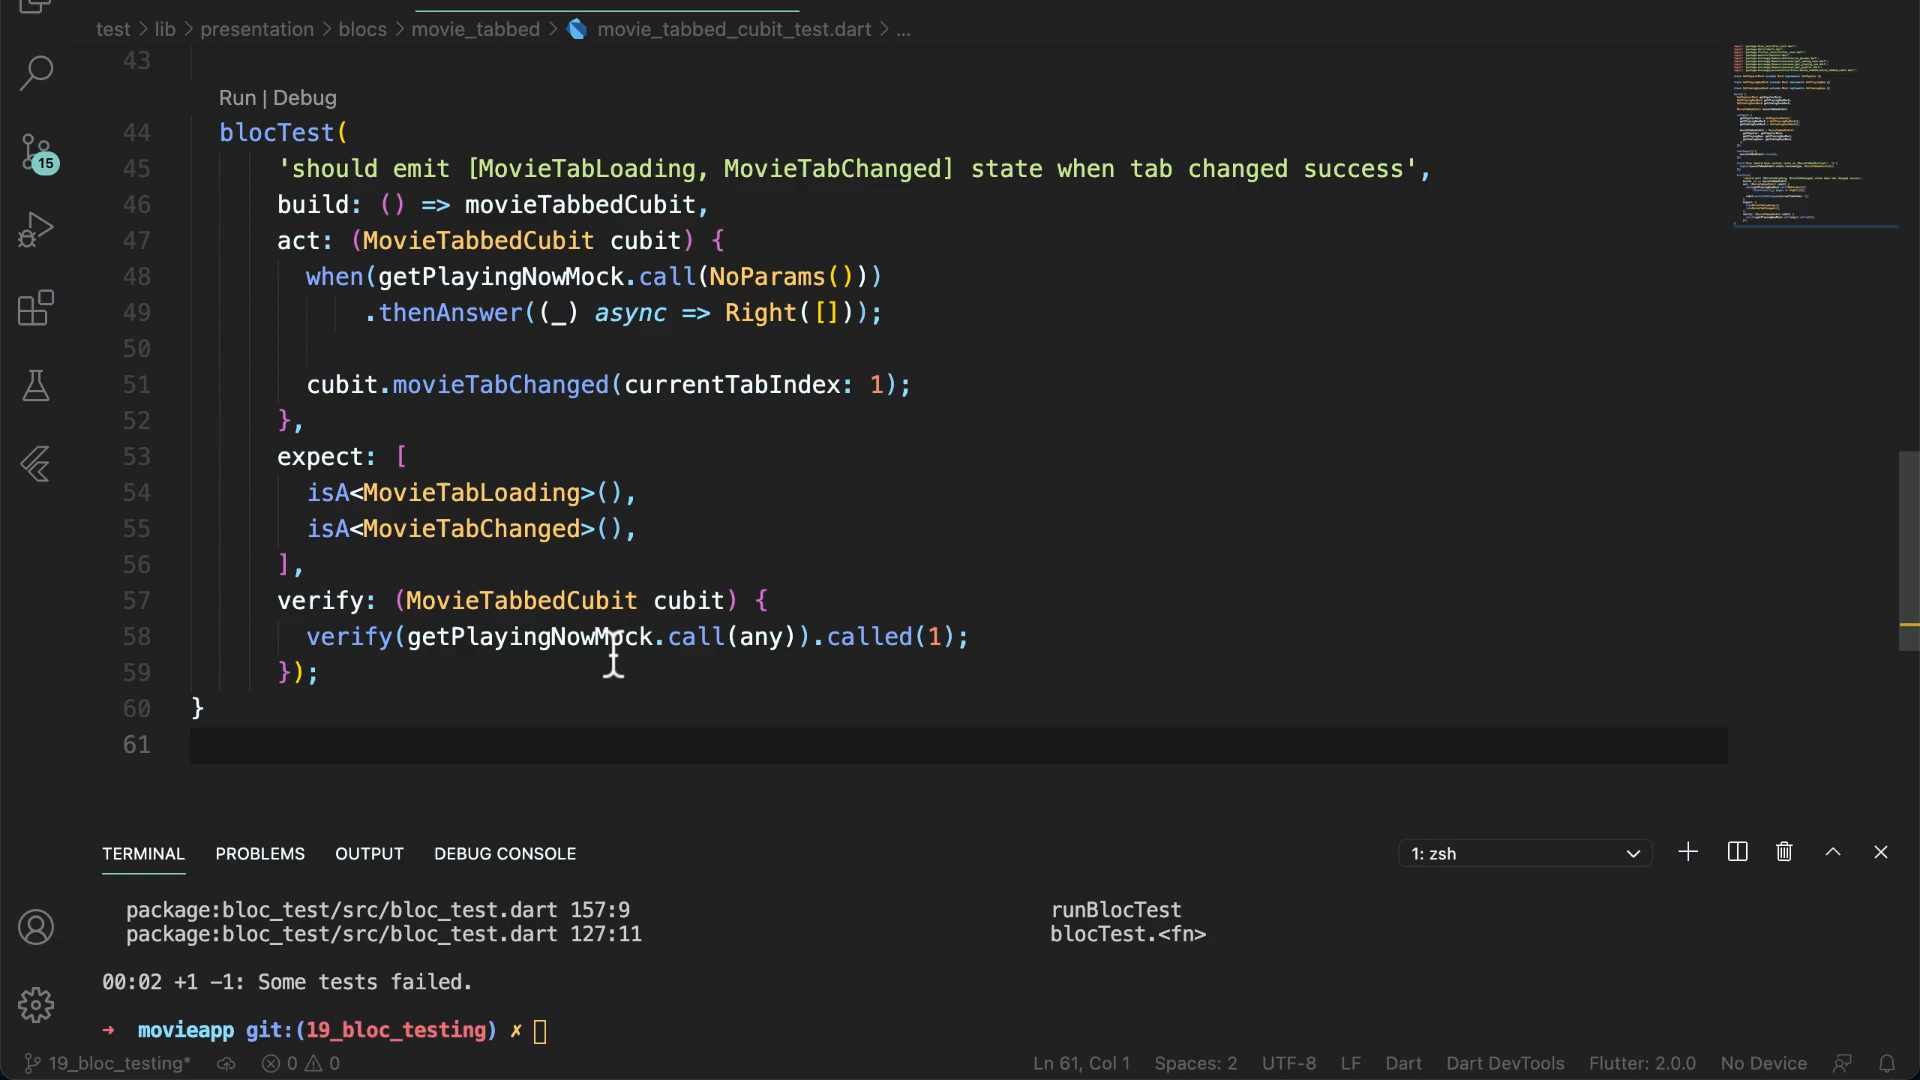 test > lib > presentation > blocs > movie_tabbed > movie_tabbed_cubit_test.dart > ...
43
Run | Debug
44 blocTest(
45 'should emit [MovieTabLoading, MovieTabChanged] state when tab changed success',
46 build: () => movieTabbedCubit,
47 act: (MovieTabbedCubit cubit) {
48 when(getPlayingNowMock.call(NoParams()))
49 .thenAnswer((_) async => Right([]));
50
51 cubit.movieTabChanged(currentTabIndex: 1);
52 },
53 expect: [
54 isA<MovieTabLoading>(),
55 isA<MovieTabChanged>(),
56 ],
57 verify: (MovieTabbedCubit cubit) {
58 verify(getPlayingNowMock.call(any)).called(1);
59 });
60 }
61
15
TERMINAL PROBLEMS OUTPUT DEBUG CONSOLE 1: zsh
package:bloc_test/src/bloc_test.dart 157:9 runBlocTest
package:bloc_test/src/bloc_test.dart 127:11 blocTest.<fn>
00:02 +1 -1: Some tests failed.
→ movieapp git:(19_bloc_testing) ✗
19_bloc_testing* 0 0 Ln 61, Col 1 Spaces: 2 UTF-8 LF Dart Dart DevTools Flutter: 2.0.0 No Device